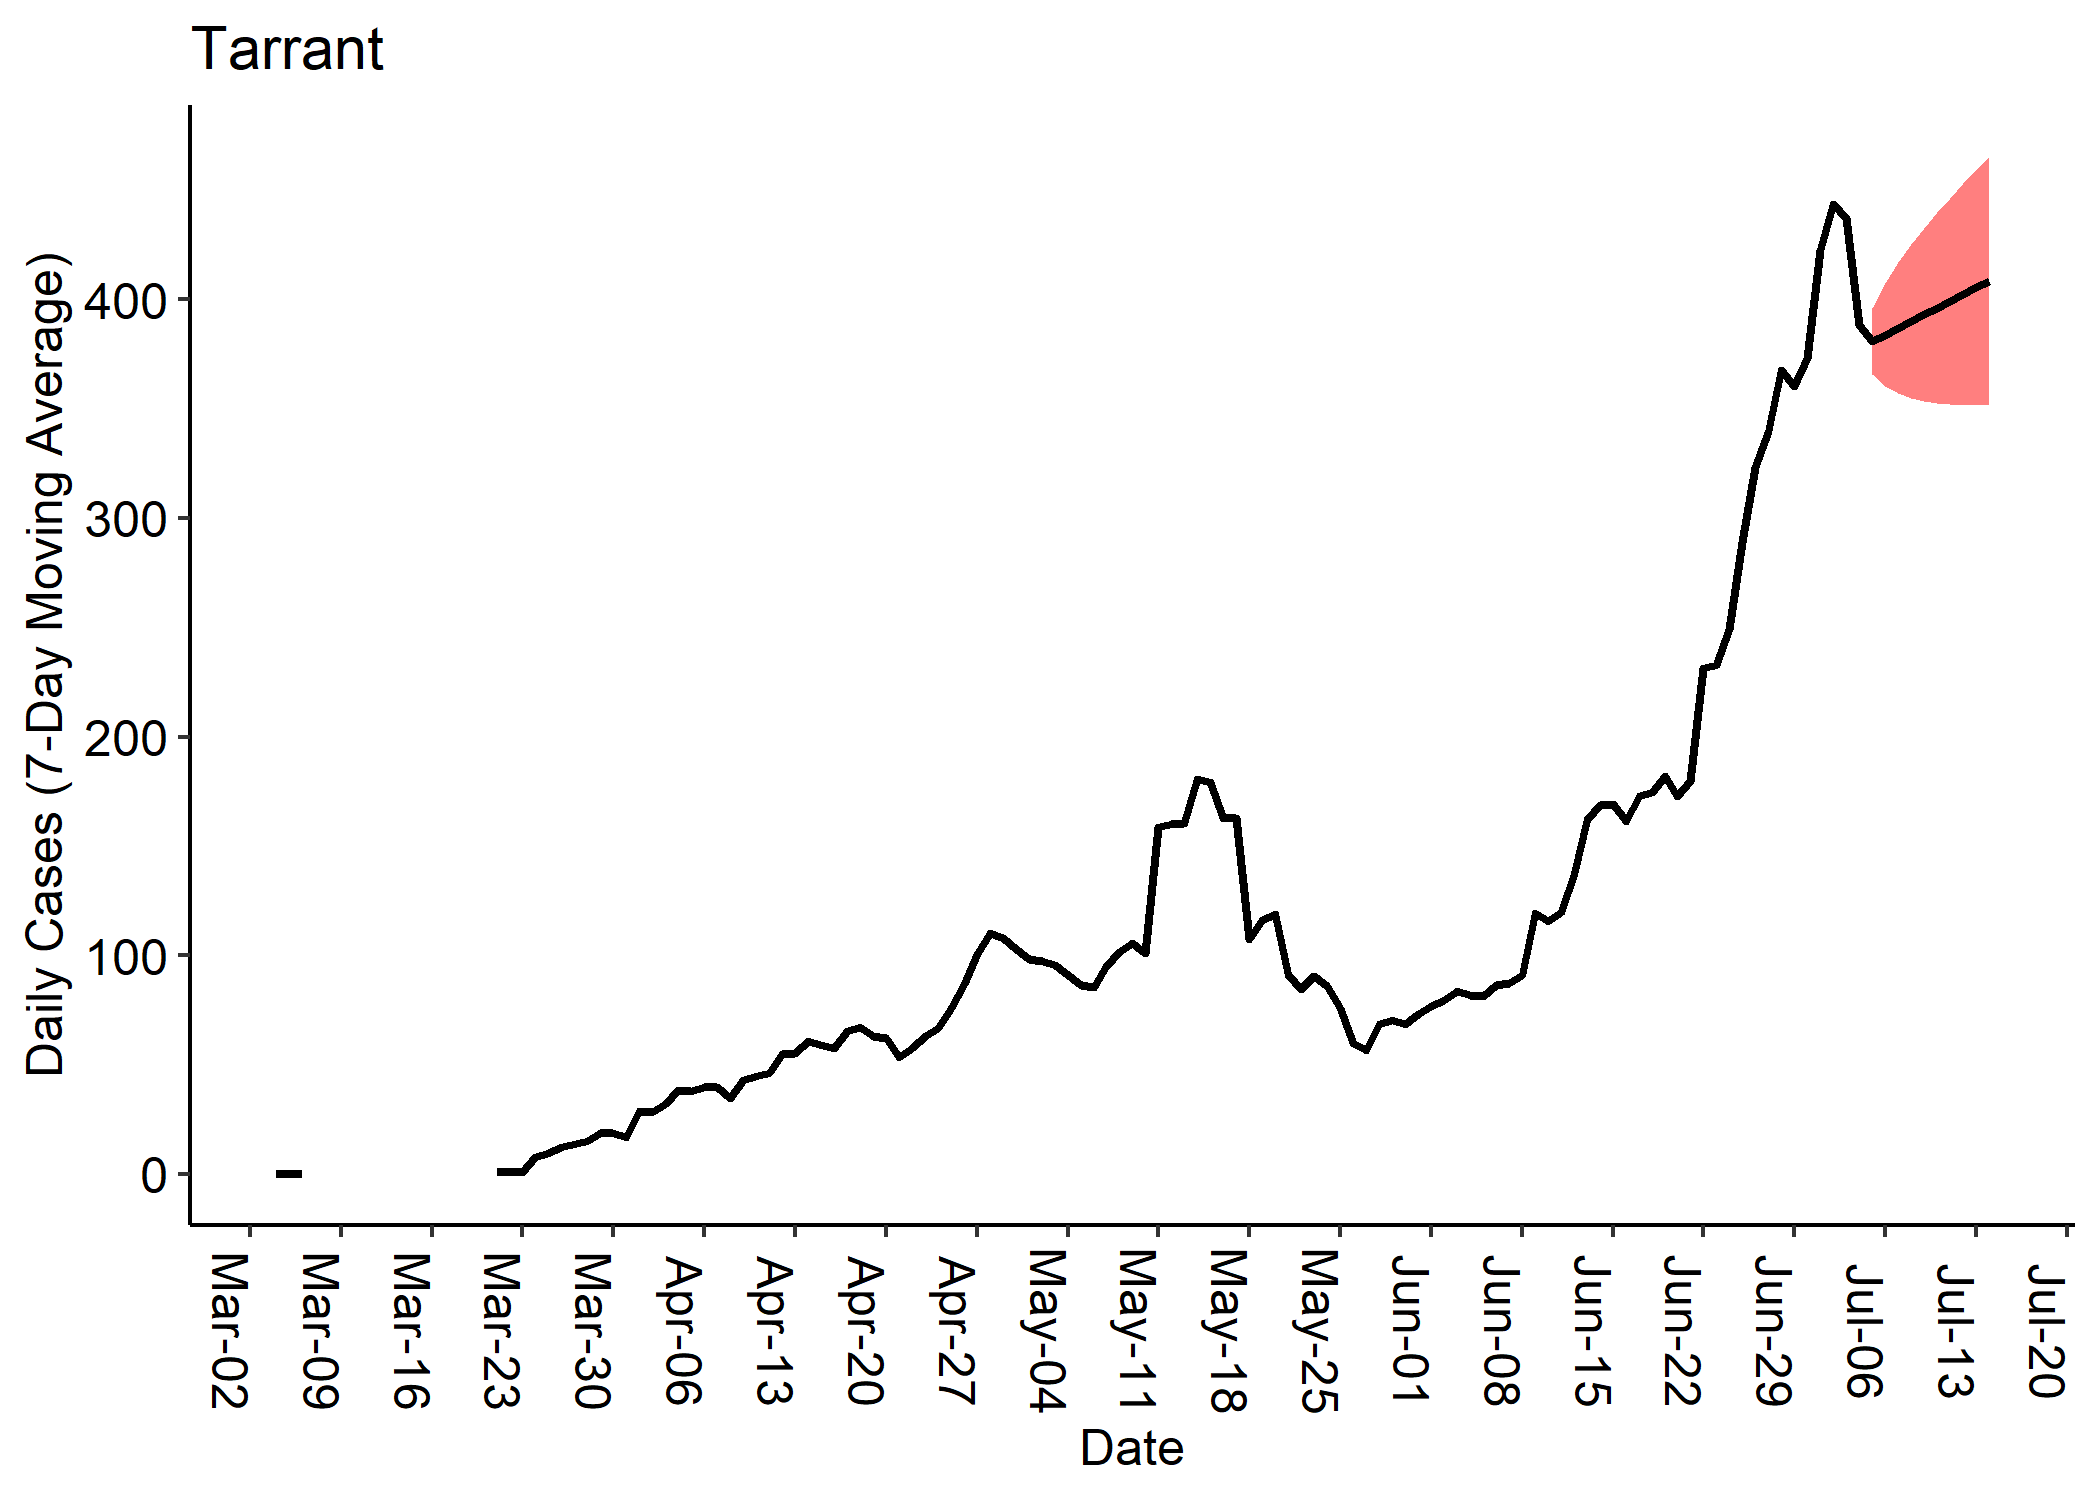 Tarrant
Daily Cases (7-Day Moving Average)
400
300
200
100
0
Mar-02
Mar-09
Mar-16
Mar-23
Mar-30
Apr-06
Apr-13
Apr-20
Apr-27
May-04
May-11
May-18
May-25
Jun-01
Jun-08
Jun-15
Jun-22
Jun-29
Jul-06
Jul-13
Jul-20
Date